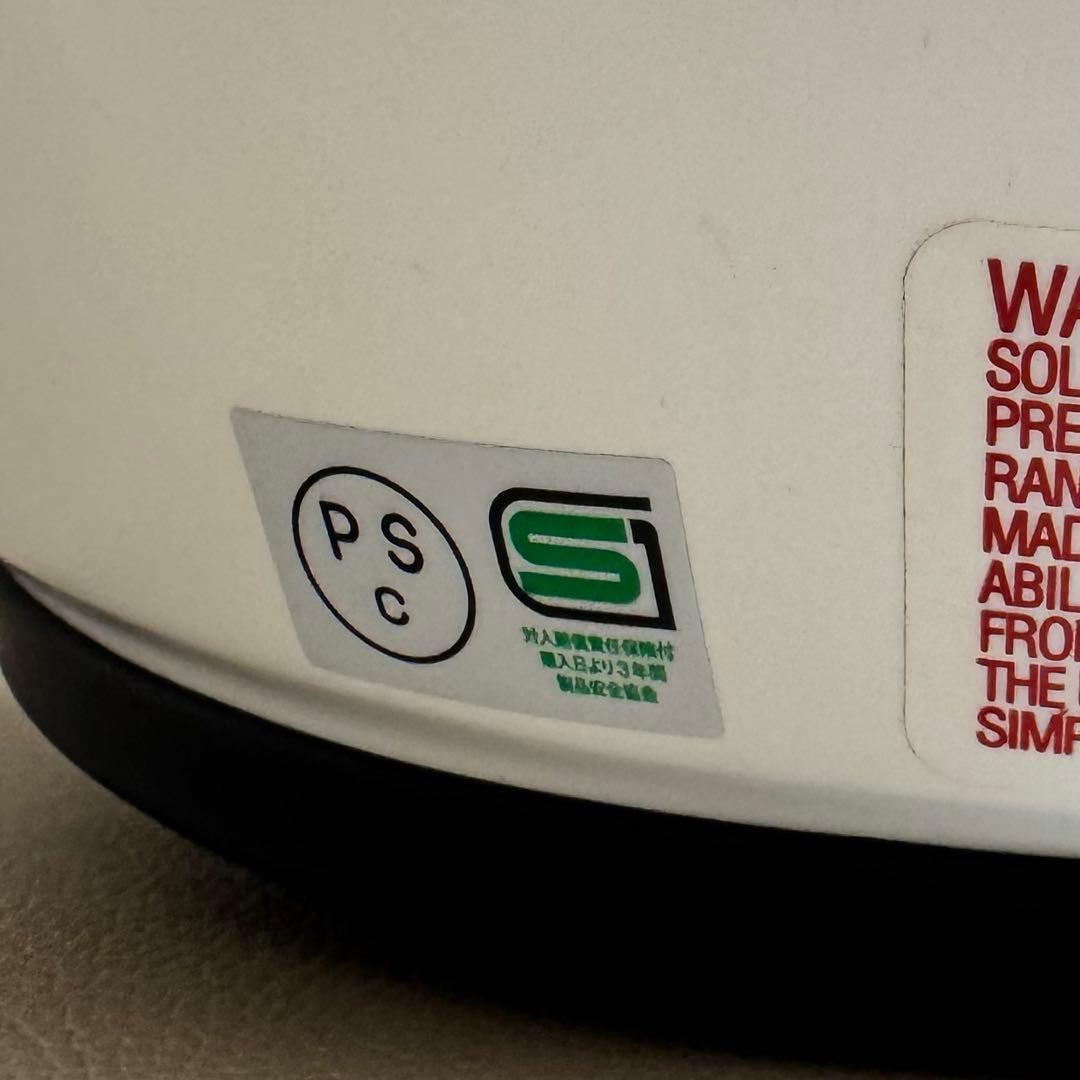 P S
C
SG
対人賠償責任保険付
購入日より3年間
製品安全協会
WA
SOL
PRE
RAN
MAD
ABIL
FRO
THE
SIMP